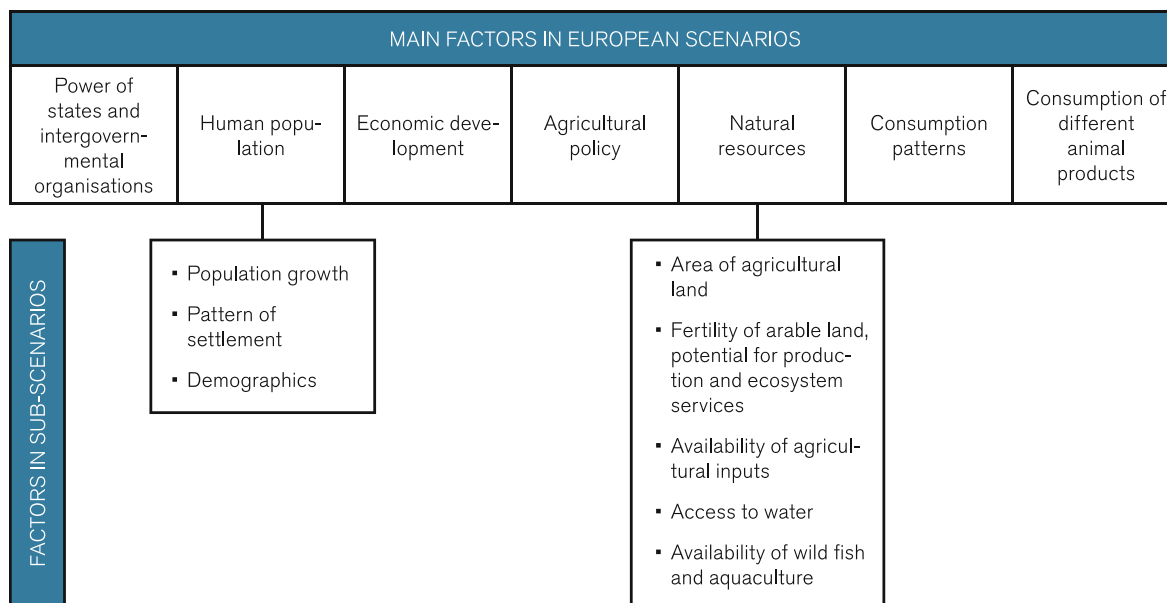 MAIN FACTORS IN EUROPEAN SCENARIOS
Power of
states and
intergovern-
mental
organisations
Human popu-
lation
Economic deve-
lopment
Agricultural
policy
Natural
resources
Consumption
patterns
Consumption of
different
animal
products
FACTORS IN SUB-SCENARIOS
▪ Population growth
▪ Pattern of
settlement
▪ Demographics
▪ Area of agricultural
land
▪ Fertility of arable land,
potential for produc-
tion and ecosystem
services
▪ Availability of agricul-
tural inputs
▪ Access to water
▪ Availability of wild fish
and aquaculture